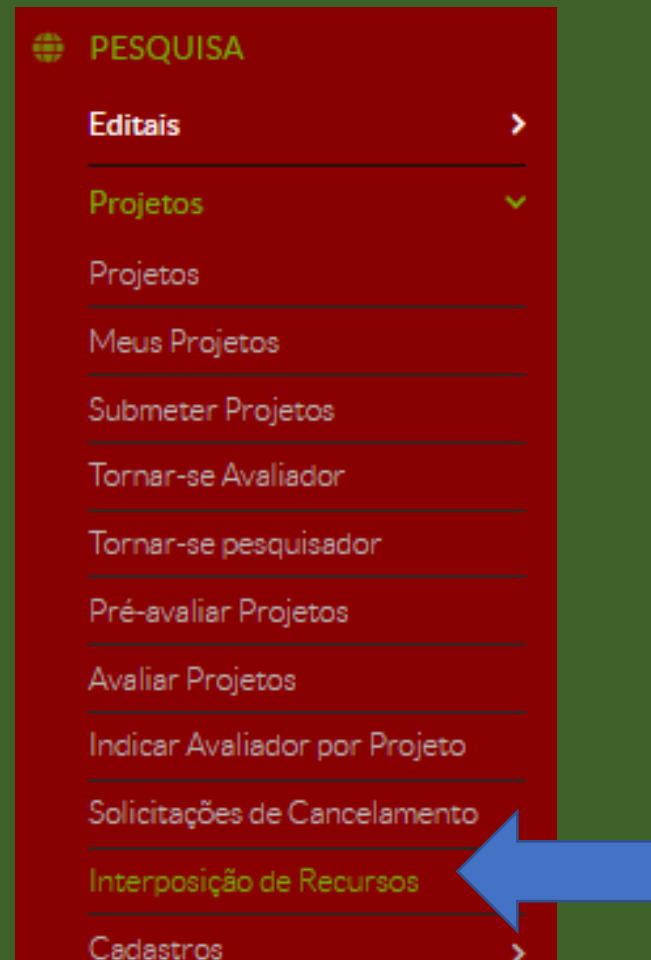 PESQUISA
Editais
Projetos
Projetos
Meus Projetos
Submeter Projetos
Tornar-se Avaliador
Tornar-se pesquisador
Pré-avaliar Projetos
Avaliar Projetos
Indicar Avaliador por Projeto
Solicitações de Cancelamento
Interposição de Recursos
Cadastros